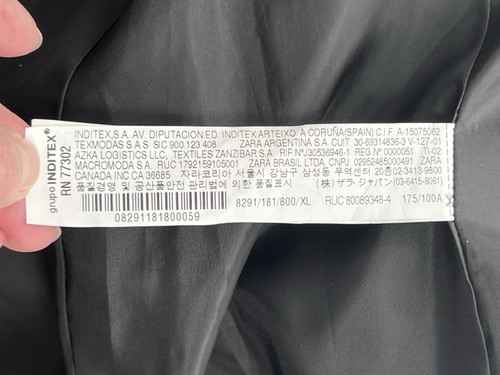 grupo INDITEX®
RN 77302
INDITEX,S.A. AV. DIPUTACION ED. INDITEX ARTEIXO A CORUÑA(SPAIN) C.I.F. A-15075062
TEXMODAS S.A.S SIC 900 123 408 ZARA ARGENTINA S.A. CUIT 30-69314836-3 V-127-01
AZKA LOGISTICS LLC, TEXTILES ZANZIBAR S.A. RIF Nº J30536946-1 REG Nº 0000051 TI-02
MACROMODA S.A. RUC 1792159105001 ZARA BRASIL LTDA. CNPJ 02952485000491 ZARA
CANADA INC CA 36685 자라코리아 서울시 강남구 삼성동 무역센터 20층 02-3413-9800
품질경영 및 공산품안전 관리법에 의한 품질표시 (株) ザラ・ジャパン(03-6415-8061)
8291/181/800/XL RUC 80089348-4 175/100A
08291181800059